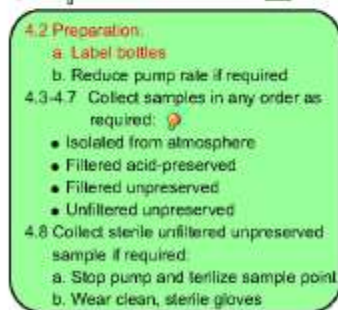 4.2 Preparation:
a. Label bottles
b. Reduce pump rate if required
4.3-4.7 Collect samples in any order as
required:
• Isolated from atmosphere
• Filtered acid-preserved
• Filtered unpreserved
• Unfiltered unpreserved
4.8 Collect sterile unfiltered unpreserved
sample if required:
a. Stop pump and terilize sample point
b. Wear clean, sterile gloves